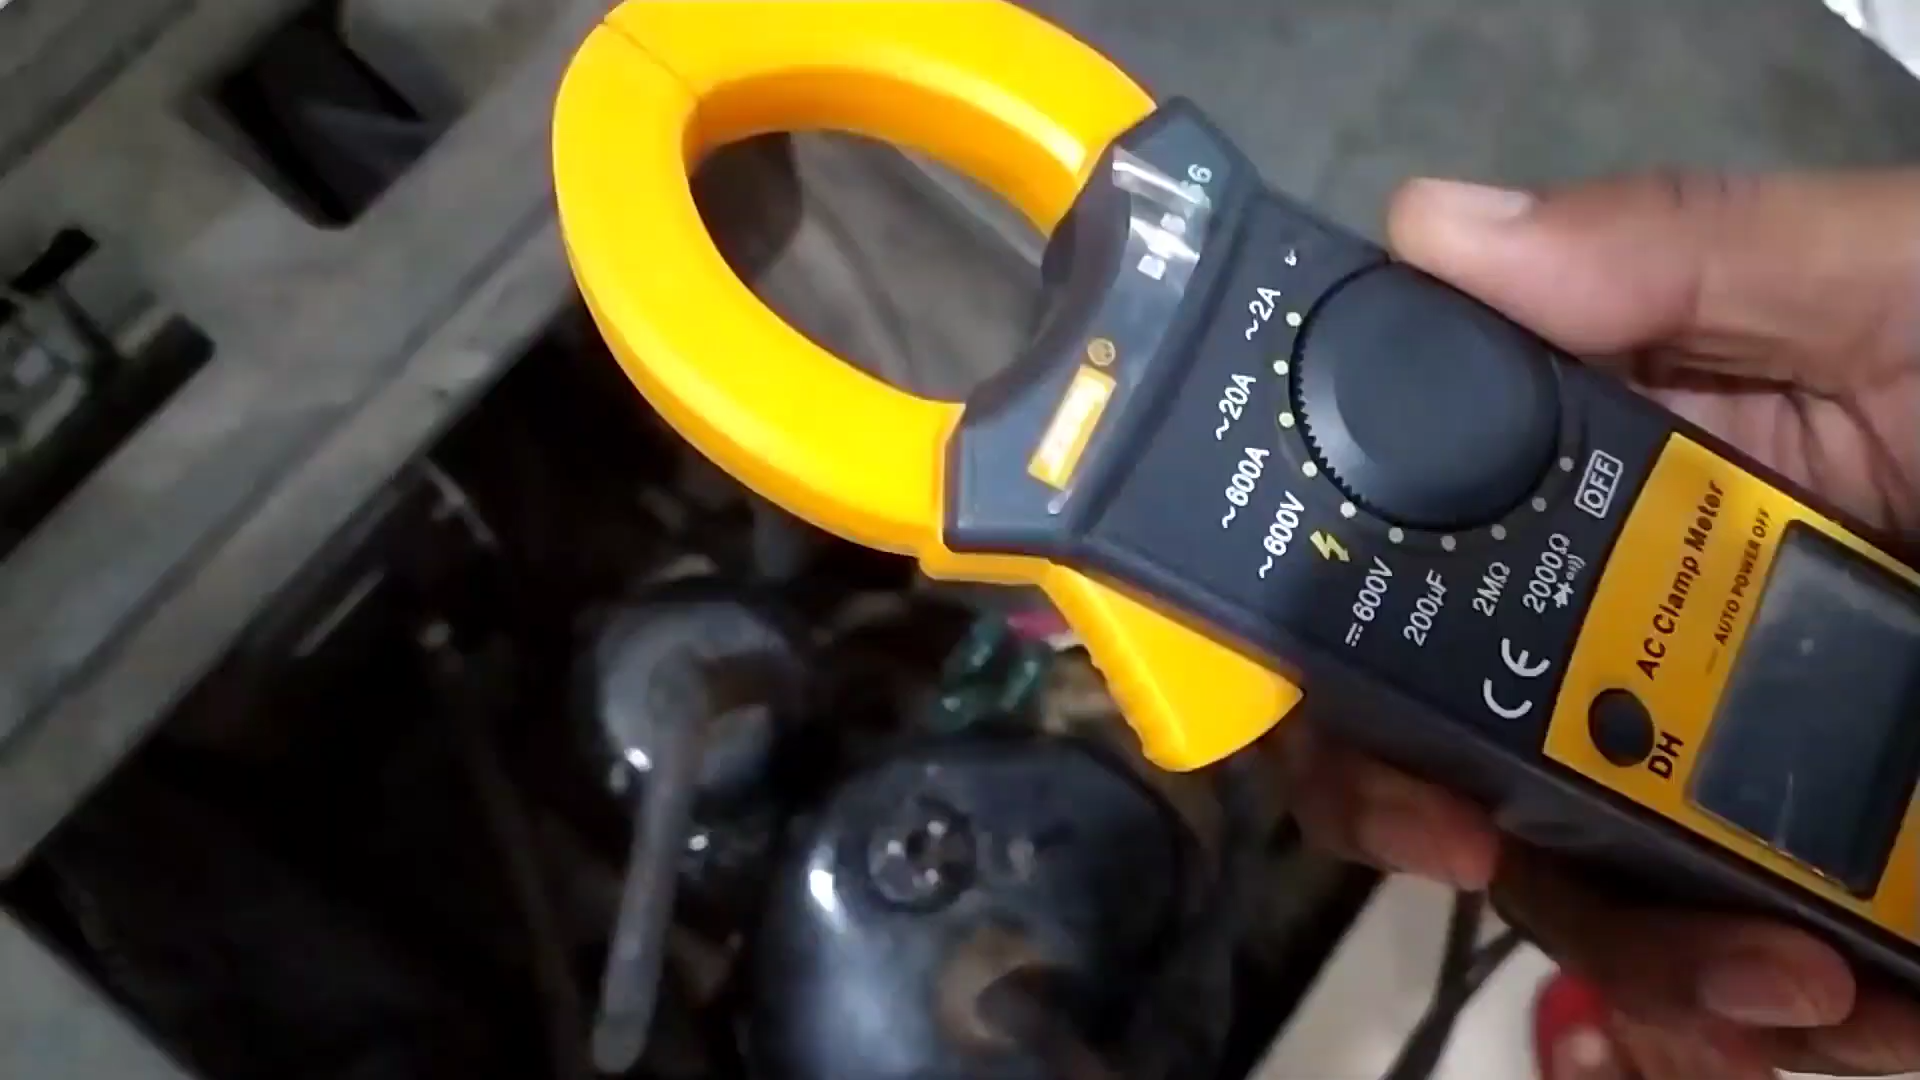 ~2A
~20A
~600A
~600V
⎓600V
200µF
2MΩ
2000Ω
OFF
CE
AC Clamp Meter
AUTO POWER OFF
DH